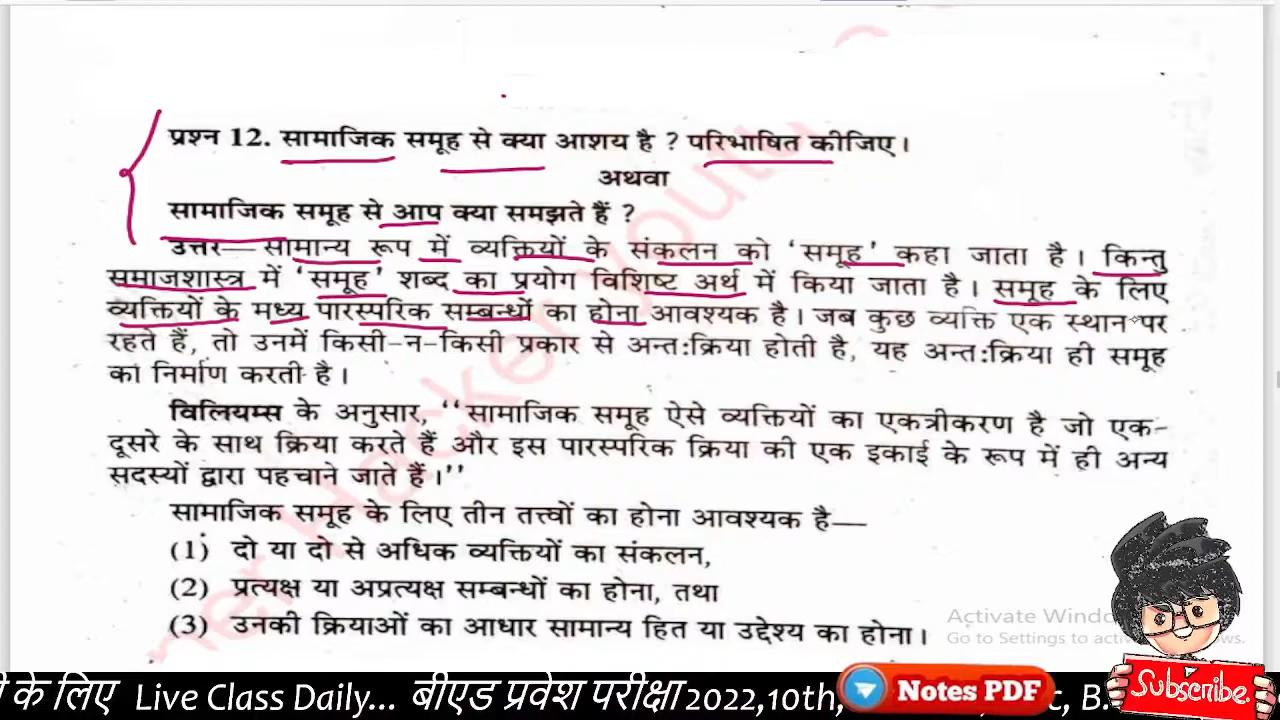 प्रश्न 12. सामाजिक समूह से क्या आशय है ? परिभाषित कीजिए।
अथवा
सामाजिक समूह से आप क्या समझते हैं ?
उत्तर— सामान्य रूप में व्यक्तियों के संकलन को ‘समूह’ कहा जाता है। किन्तु
समाजशास्त्र में ‘समूह’ शब्द का प्रयोग विशिष्ट अर्थ में किया जाता है। समूह के लिए
व्यक्तियों के मध्य पारस्परिक सम्बन्धों का होना आवश्यक है। जब कुछ व्यक्ति एक स्थान पर
रहते हैं, तो उनमें किसी-न-किसी प्रकार से अन्त:क्रिया होती है, यह अन्त:क्रिया ही समूह
का निर्माण करती है।
विलियम्स के अनुसार, ‘‘सामाजिक समूह ऐसे व्यक्तियों का एकत्रीकरण है जो एक-
दूसरे के साथ क्रिया करते हैं और इस पारस्परिक क्रिया की एक इकाई के रूप में ही अन्य
सदस्यों द्वारा पहचाने जाते हैं।’’
सामाजिक समूह के लिए तीन तत्त्वों का होना आवश्यक है—
(1) दो या दो से अधिक व्यक्तियों का संकलन,
(2) प्रत्यक्ष या अप्रत्यक्ष सम्बन्धों का होना, तथा
(3) उनकी क्रियाओं का आधार सामान्य हित या उद्देश्य का होना।
Activate Windo
Go to Settings to activ
के लिए Live Class Daily... बीएड प्रवेश परीक्षा 2022,10th,
Notes PDF
Subscribe.